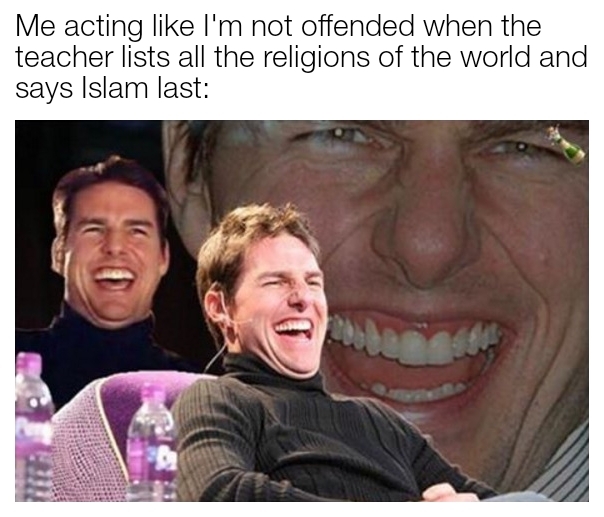 Me acting like I'm not offended when the
teacher lists all the religions of the world and
says Islam last: